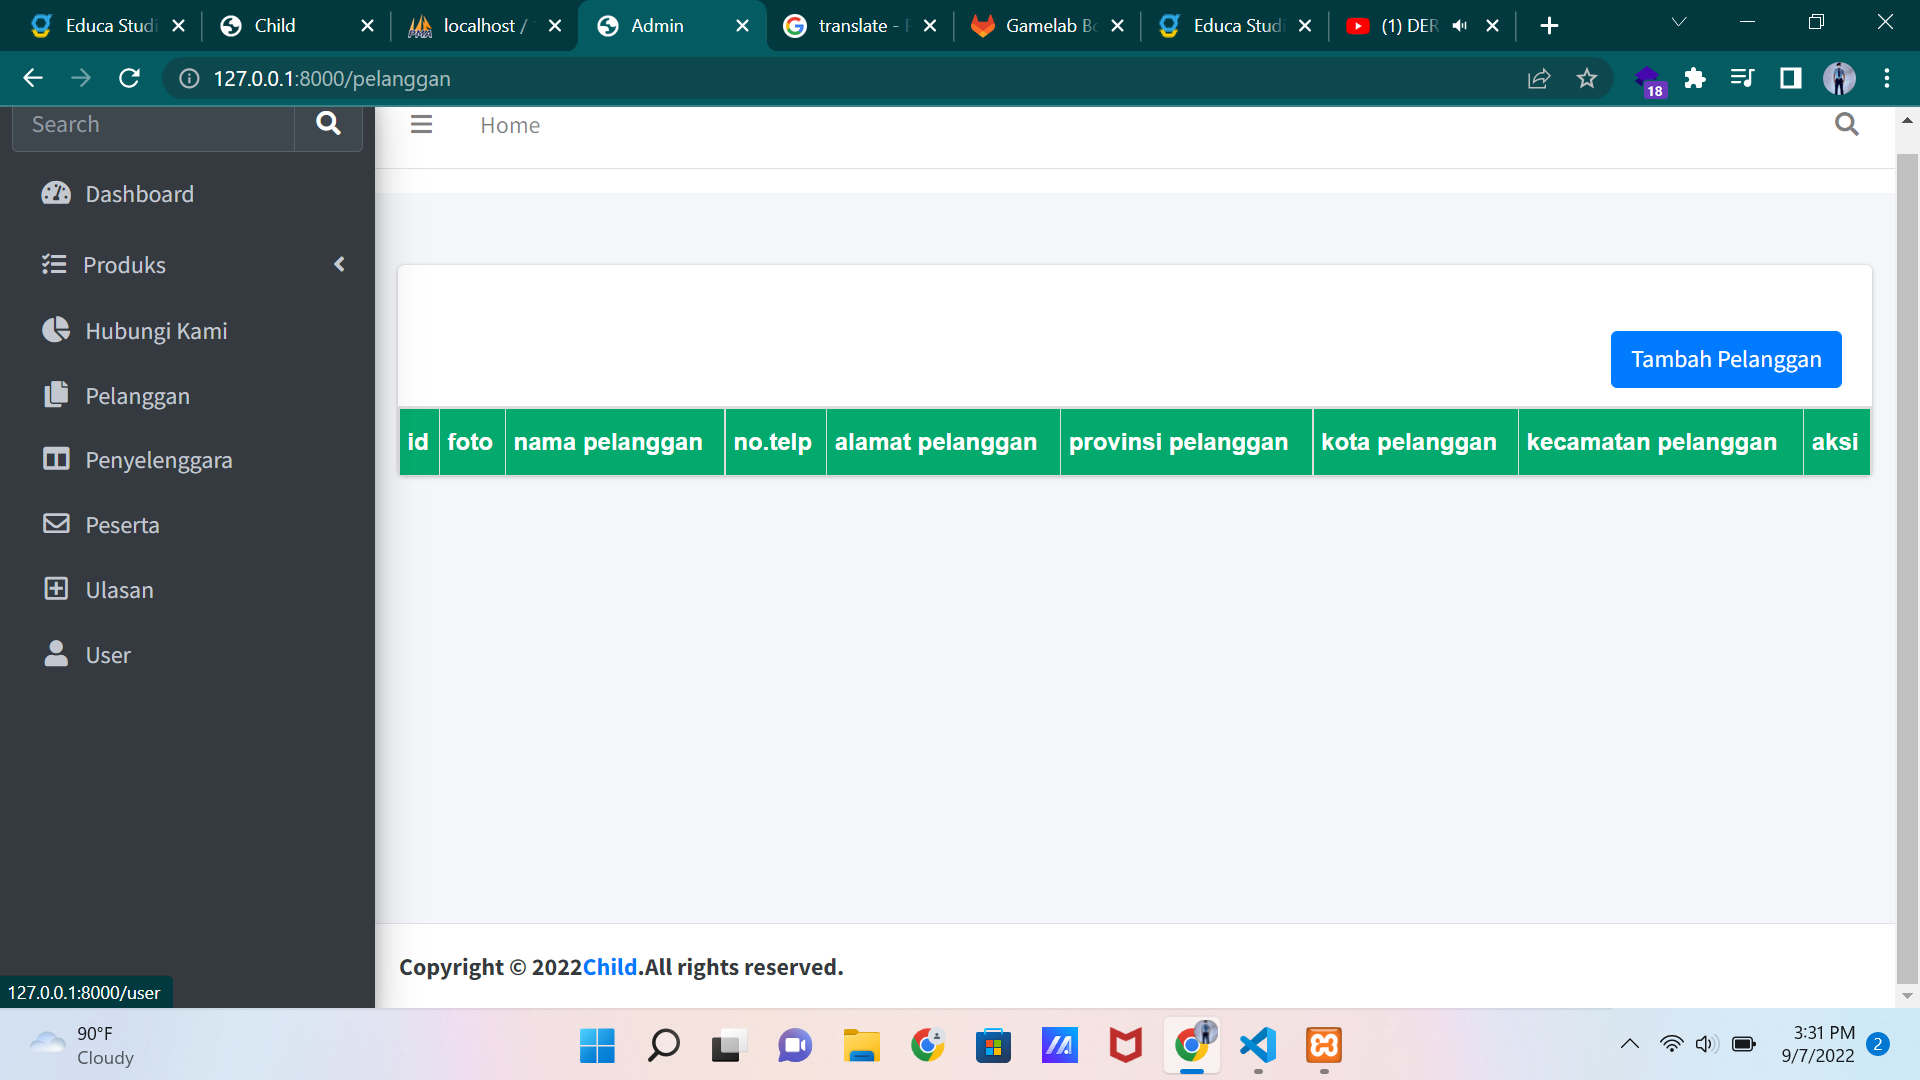 Educa Studi
Child
localhost /
Admin
translate -
Gamelab Bo
Educa Studi
(1) DER
127.0.0.1:8000/pelanggan
18
Search
Home
Dashboard
Produks
Hubungi Kami
Pelanggan
Penyelenggara
Peserta
Ulasan
User
Tambah Pelanggan
id foto nama pelanggan no.telp alamat pelanggan provinsi pelanggan kota pelanggan kecamatan pelanggan aksi
Copyright © 2022Child.All rights reserved.
127.0.0.1:8000/user
90°F
Cloudy
3:31 PM
9/7/2022
2